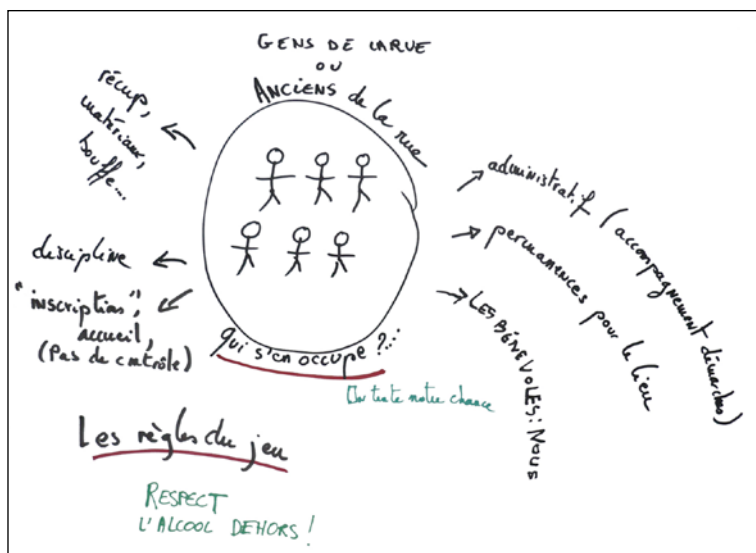 GENS DE LA RUE
OU
ANCIENS de la rue
récup,
matériaux,
bouffe...
discipline
"inscription",
accueil,
(Pas de contrôle)
administratif (accompagnement démarches)
permanences pour le lieu
LES BÉNÉVOLES: NOUS
qui s'en occupe ?...
On tente notre chance
Les règles du jeu
RESPECT
L'ALCOOL DEHORS !